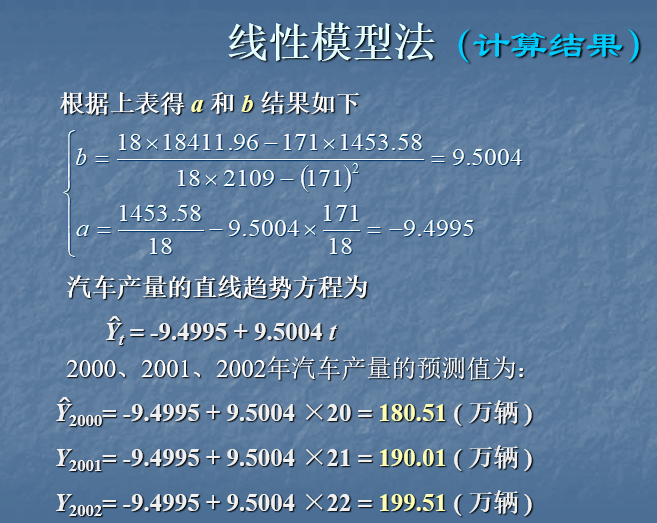 线性模型法（计算结果）
根据上表得 a 和 b 结果如下
b = (18×18411.96－171×1453.58) / (18×2109－(171)²) = 9.5004
a = 1453.58/18 － 9.5004× 171/18 = －9.4995
汽车产量的直线趋势方程为
Ŷt = -9.4995 + 9.5004 t
2000、2001、2002年汽车产量的预测值为：
Ŷ2000= -9.4995 + 9.5004 ×20 = 180.51 ( 万辆 )
Y2001= -9.4995 + 9.5004 ×21 = 190.01 ( 万辆 )
Y2002= -9.4995 + 9.5004 ×22 = 199.51 ( 万辆 )